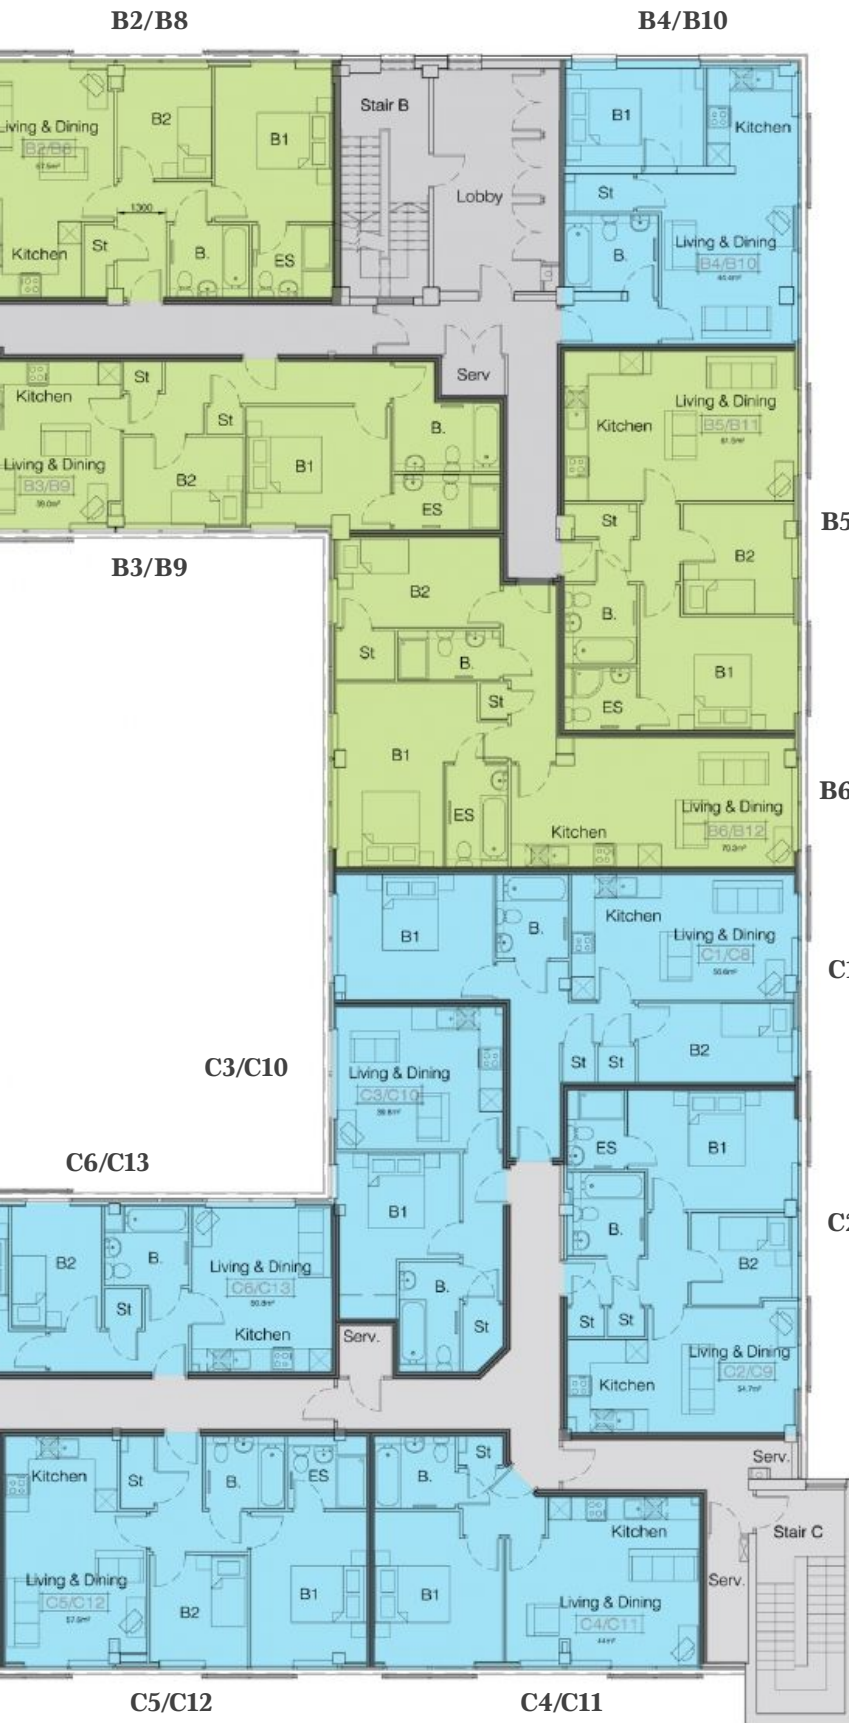 B2/B8
B4/B10
Living & Dining
B2/B8
Kitchen
St
B2
1300
B.
B1
ES
Stair B
Lobby
Serv
B1
Kitchen
St
B.
Living & Dining
B4/B10
Kitchen
Living & Dining
B3/B9
St
St
B2
B1
B.
ES
B3/B9
Living & Dining
B5/B11
Kitchen
St
B2
B.
B1
ES
B5
B2
St
B.
St
B1
ES
Kitchen
Living & Dining
B6/B12
B6
B1
B.
Kitchen
Living & Dining
C1/C8
St
St
B2
C1
C3/C10
Living & Dining
C3/C10
B1
B.
St
ES
B1
B.
B2
St
St
Living & Dining
C2/C9
54.7m²
Kitchen
C2
C6/C13
B2
B.
St
Living & Dining
C6/C13
Kitchen
Serv.
Kitchen
St
B.
ES
Living & Dining
C5/C12
B2
B1
C5/C12
B.
St
B1
Kitchen
Living & Dining
C4/C11
44m²
C4/C11
Serv.
Serv.
Stair C